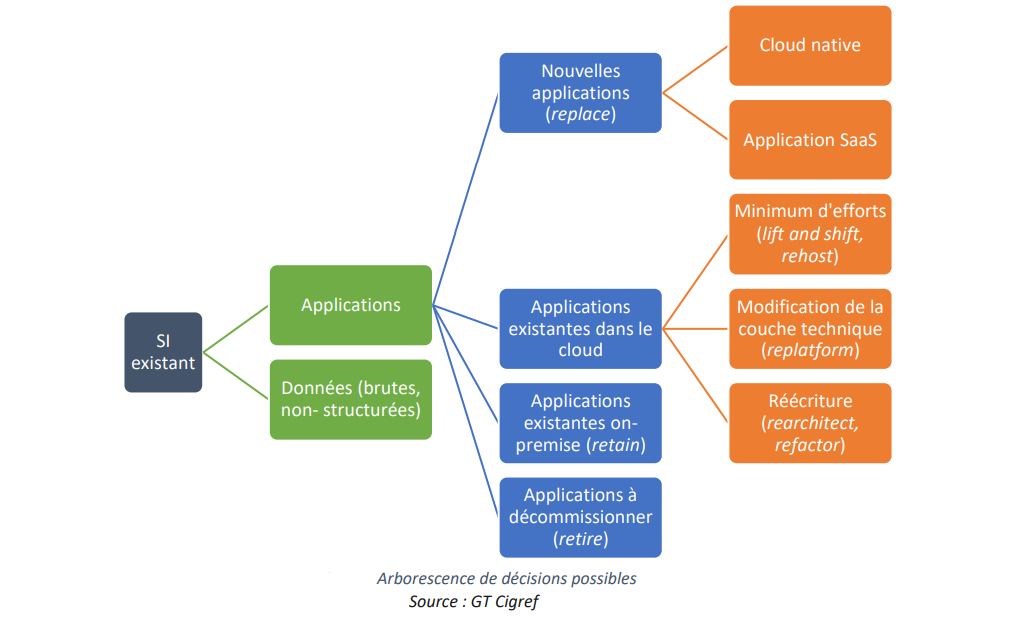 SI
existant
Applications
Données (brutes,
non- structurées)
Nouvelles
applications
(replace)
Applications
existantes dans le
cloud
Applications
existantes on-
premise (retain)
Applications à
décommissionner
(retire)
Cloud native
Application SaaS
Minimum d'efforts
(lift and shift,
rehost)
Modification de la
couche technique
(replatform)
Réécriture
(rearchitect,
refactor)
Arborescence de décisions possibles
Source : GT Cigref